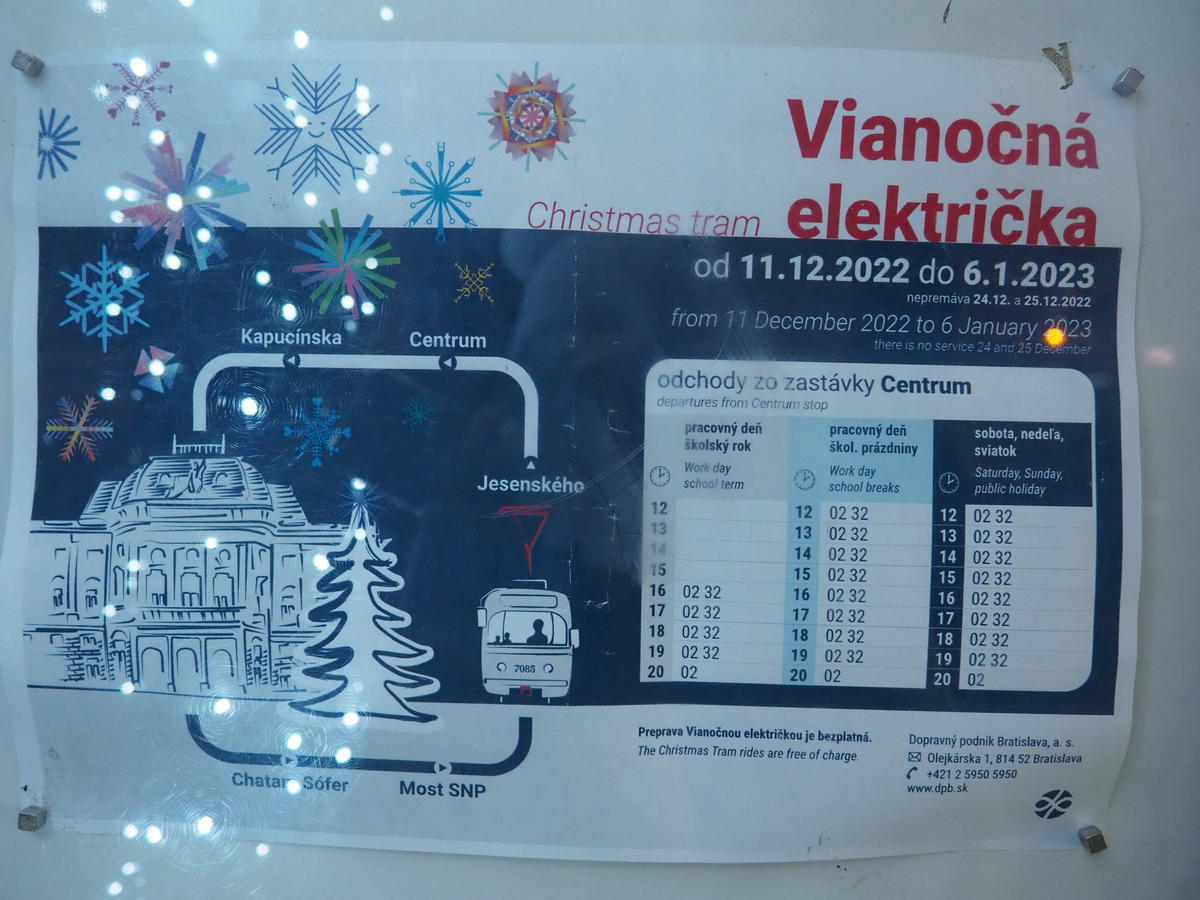 Vianočná
Christmas tram električka
od 11.12.2022 do 6.1.2023
nepremáva 24.12. a 25.12.2022
from 11 December 2022 to 6 January 2023
there is no service 24 and 25 December
Kapucínska
Centrum
Jesenského
7085
Chatam Sófer
Most SNP
odchody zo zastávky Centrum
departures from Centrum stop
pracovný deň
školský rok
Work day
school term
12
13
14
15
16 02 32
17 02 32
18 02 32
19 02 32
20 02
pracovný deň
škol. prázdniny
Work day
school breaks
12 02 32
13 02 32
14 02 32
15 02 32
16 02 32
17 02 32
18 02 32
19 02 32
20 02
sobota, nedeľa,
sviatok
Saturday, Sunday,
public holiday
12 02 32
13 02 32
14 02 32
15 02 32
16 02 32
17 02 32
18 02 32
19 02 32
20 02
Preprava Vianočnou električkou je bezplatná.
The Christmas Tram rides are free of charge.
Dopravný podnik Bratislava, a. s.
Olejkárska 1, 814 52 Bratislava
+421 2 5950 5950
www.dpb.sk